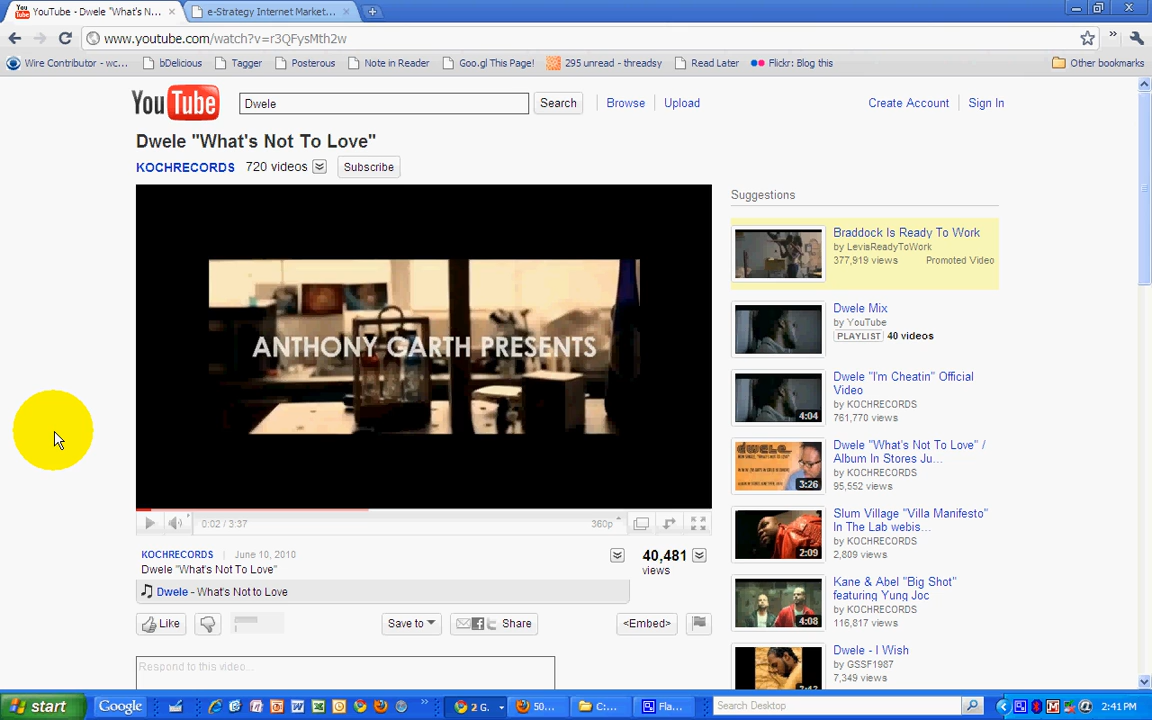 YouTube - Dwele "What's N...
e-Strategy Internet Market...
www.youtube.com/watch?v=r3QFysMth2w
Wire Contributor - wc...
bDelicious
Tagger
Posterous
Note in Reader
Goo.gl This Page!
295 unread - threadsy
Read Later
Flickr: Blog this
Other bookmarks
YouTube
Dwele
Search
Browse
Upload
Create Account
Sign In
Dwele "What's Not To Love"
KOCHRECORDS 720 videos
Subscribe
ANTHONY GARTH PRESENTS
0:02 / 3:37
360p
KOCHRECORDS
June 10, 2010
Dwele "What's Not To Love"
40,481
views
Dwele - What's Not to Love
Like
Save to
Share
<Embed>
Respond to this video...
Suggestions
Braddock Is Ready To Work
by LevisReadyToWork
377,919 views
Promoted Video
Dwele Mix
by YouTube
PLAYLIST 40 videos
4:04
Dwele "I'm Cheatin" Official
Video
by KOCHRECORDS
761,770 views
dwele
3:26
Dwele "What's Not To Love" /
Album In Stores Ju...
by KOCHRECORDS
95,552 views
2:09
Slum Village "Villa Manifesto"
In The Lab webis...
by KOCHRECORDS
2,809 views
4:08
Kane & Abel "Big Shot"
featuring Yung Joc
by KOCHRECORDS
116,817 views
Dwele - I Wish
by GSSF1987
7,349 views
start
Google
2 G...
50...
C:...
Fla...
Search Desktop
2:41 PM